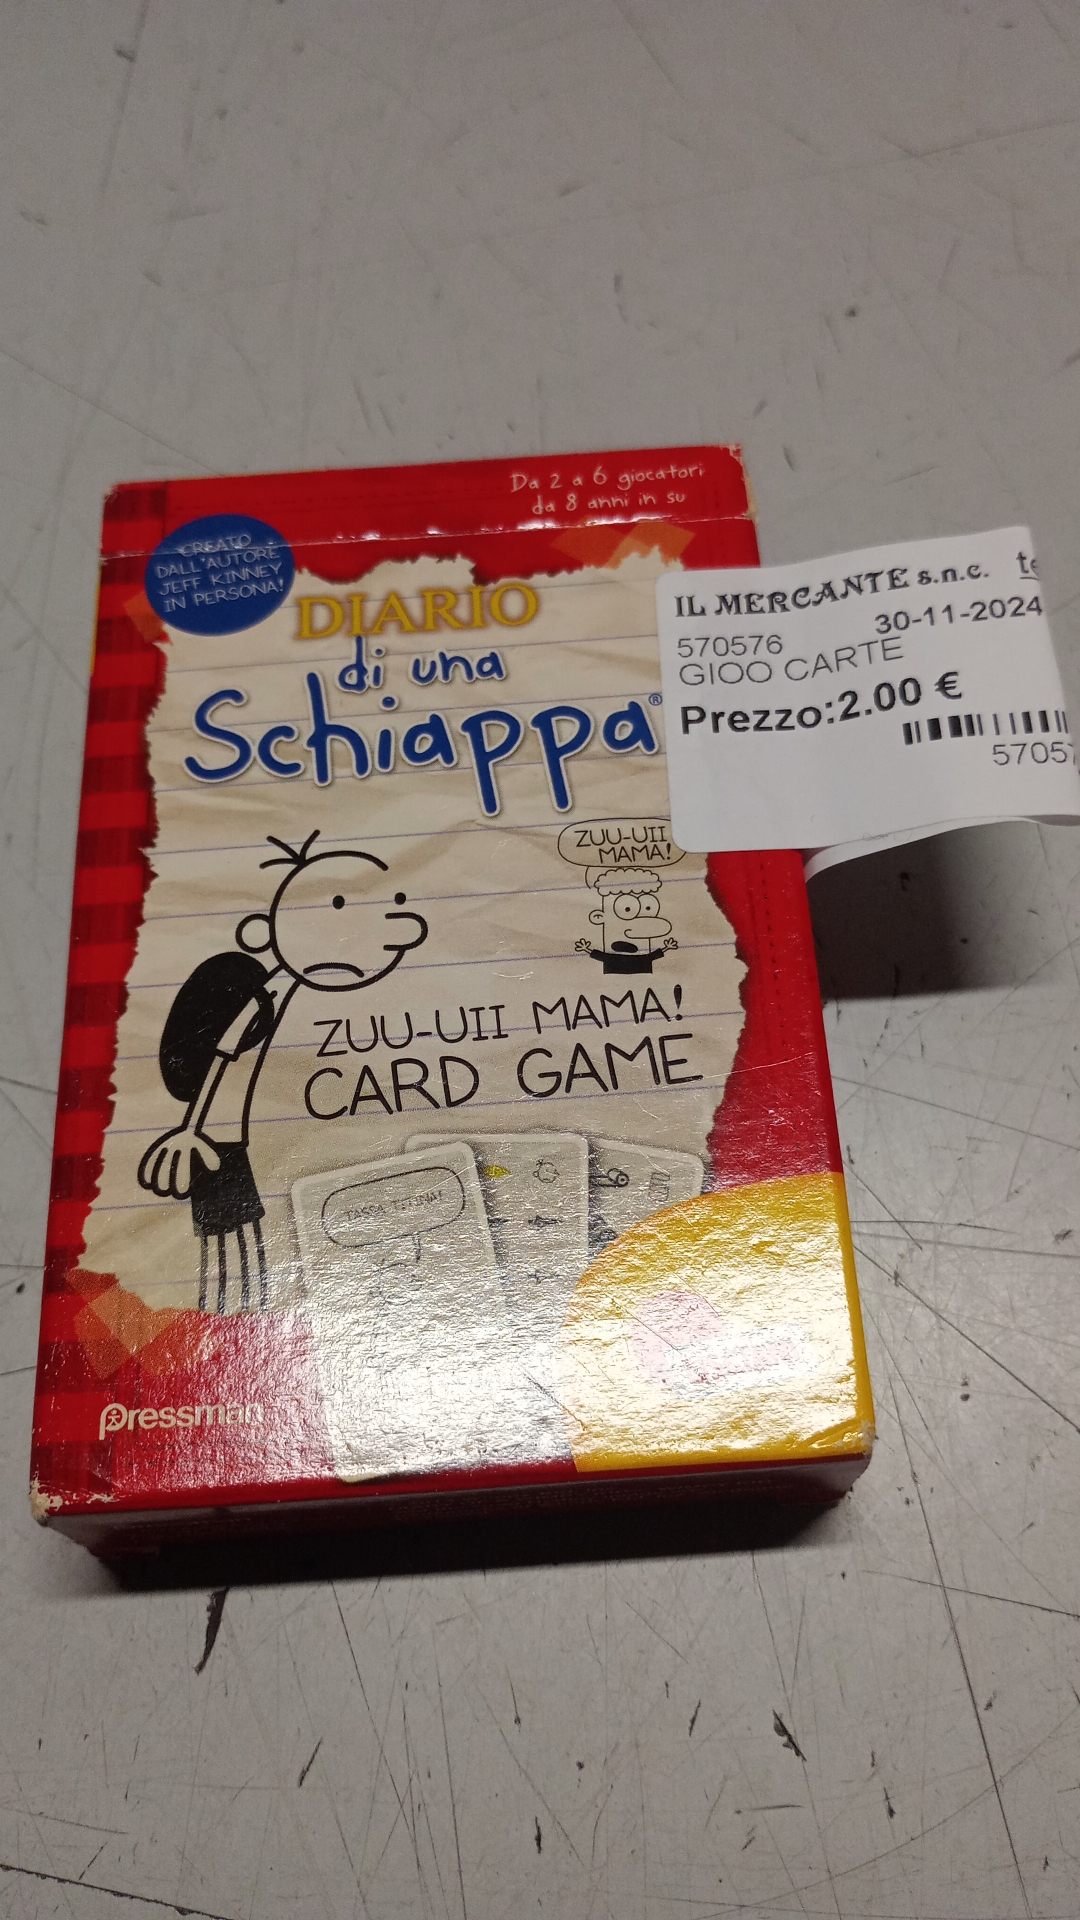 Da 2 a 6 giocatori
da 8 anni in su
CREATO
DALL'AUTORE
JEFF KINNEY
IN PERSONA!
DIARIO
di una
Schiappa®
IL MERCANTE s.n.c.
30-11-2024
570576
GIOO CARTE
Prezzo:2.00 €
5705
ZUU-UII
MAMA!
ZUU-UII MAMA!
CARD GAME
Pressman